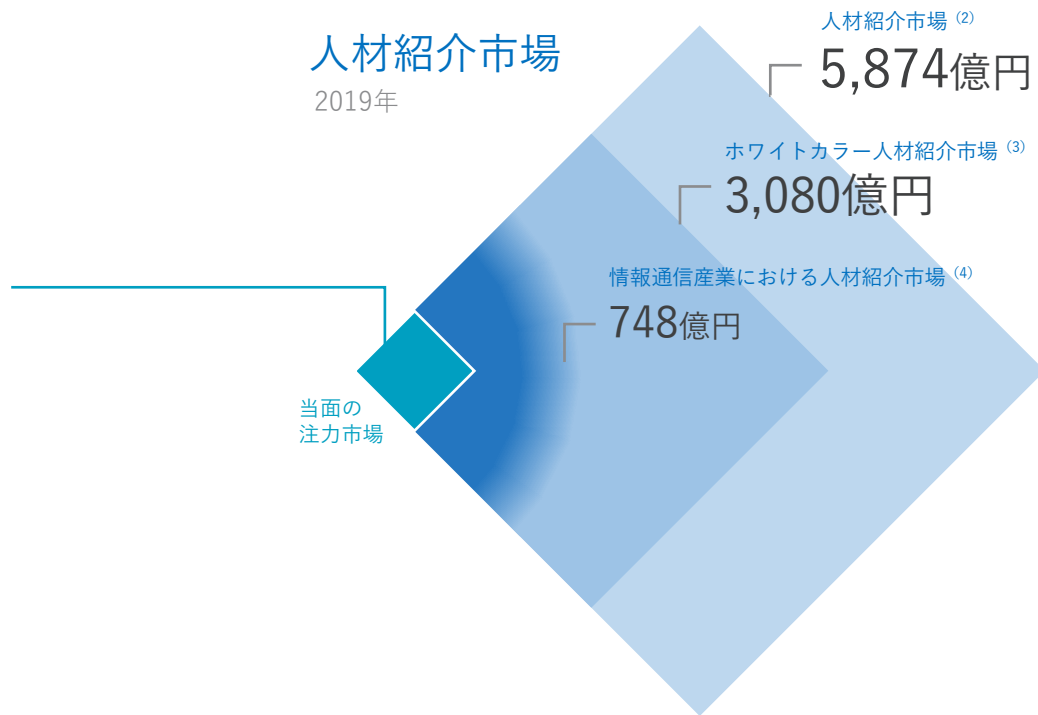 人材紹介市場
2019年
人材紹介市場 (2)
5,874億円
ホワイトカラー人材紹介市場 (3)
3,080億円
情報通信産業における人材紹介市場 (4)
748億円
当面の
注力市場